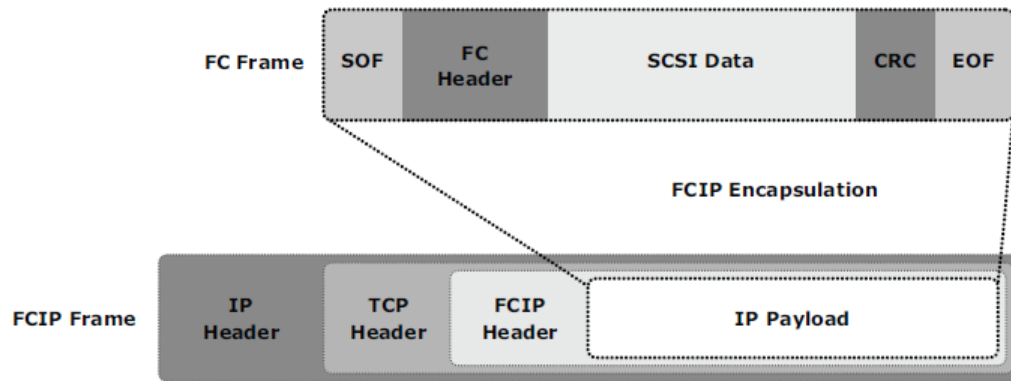 FC Frame
SOF
FC
Header
SCSI Data
CRC
EOF
FCIP Encapsulation
FCIP Frame
IP
Header
TCP
Header
FCIP
Header
IP Payload